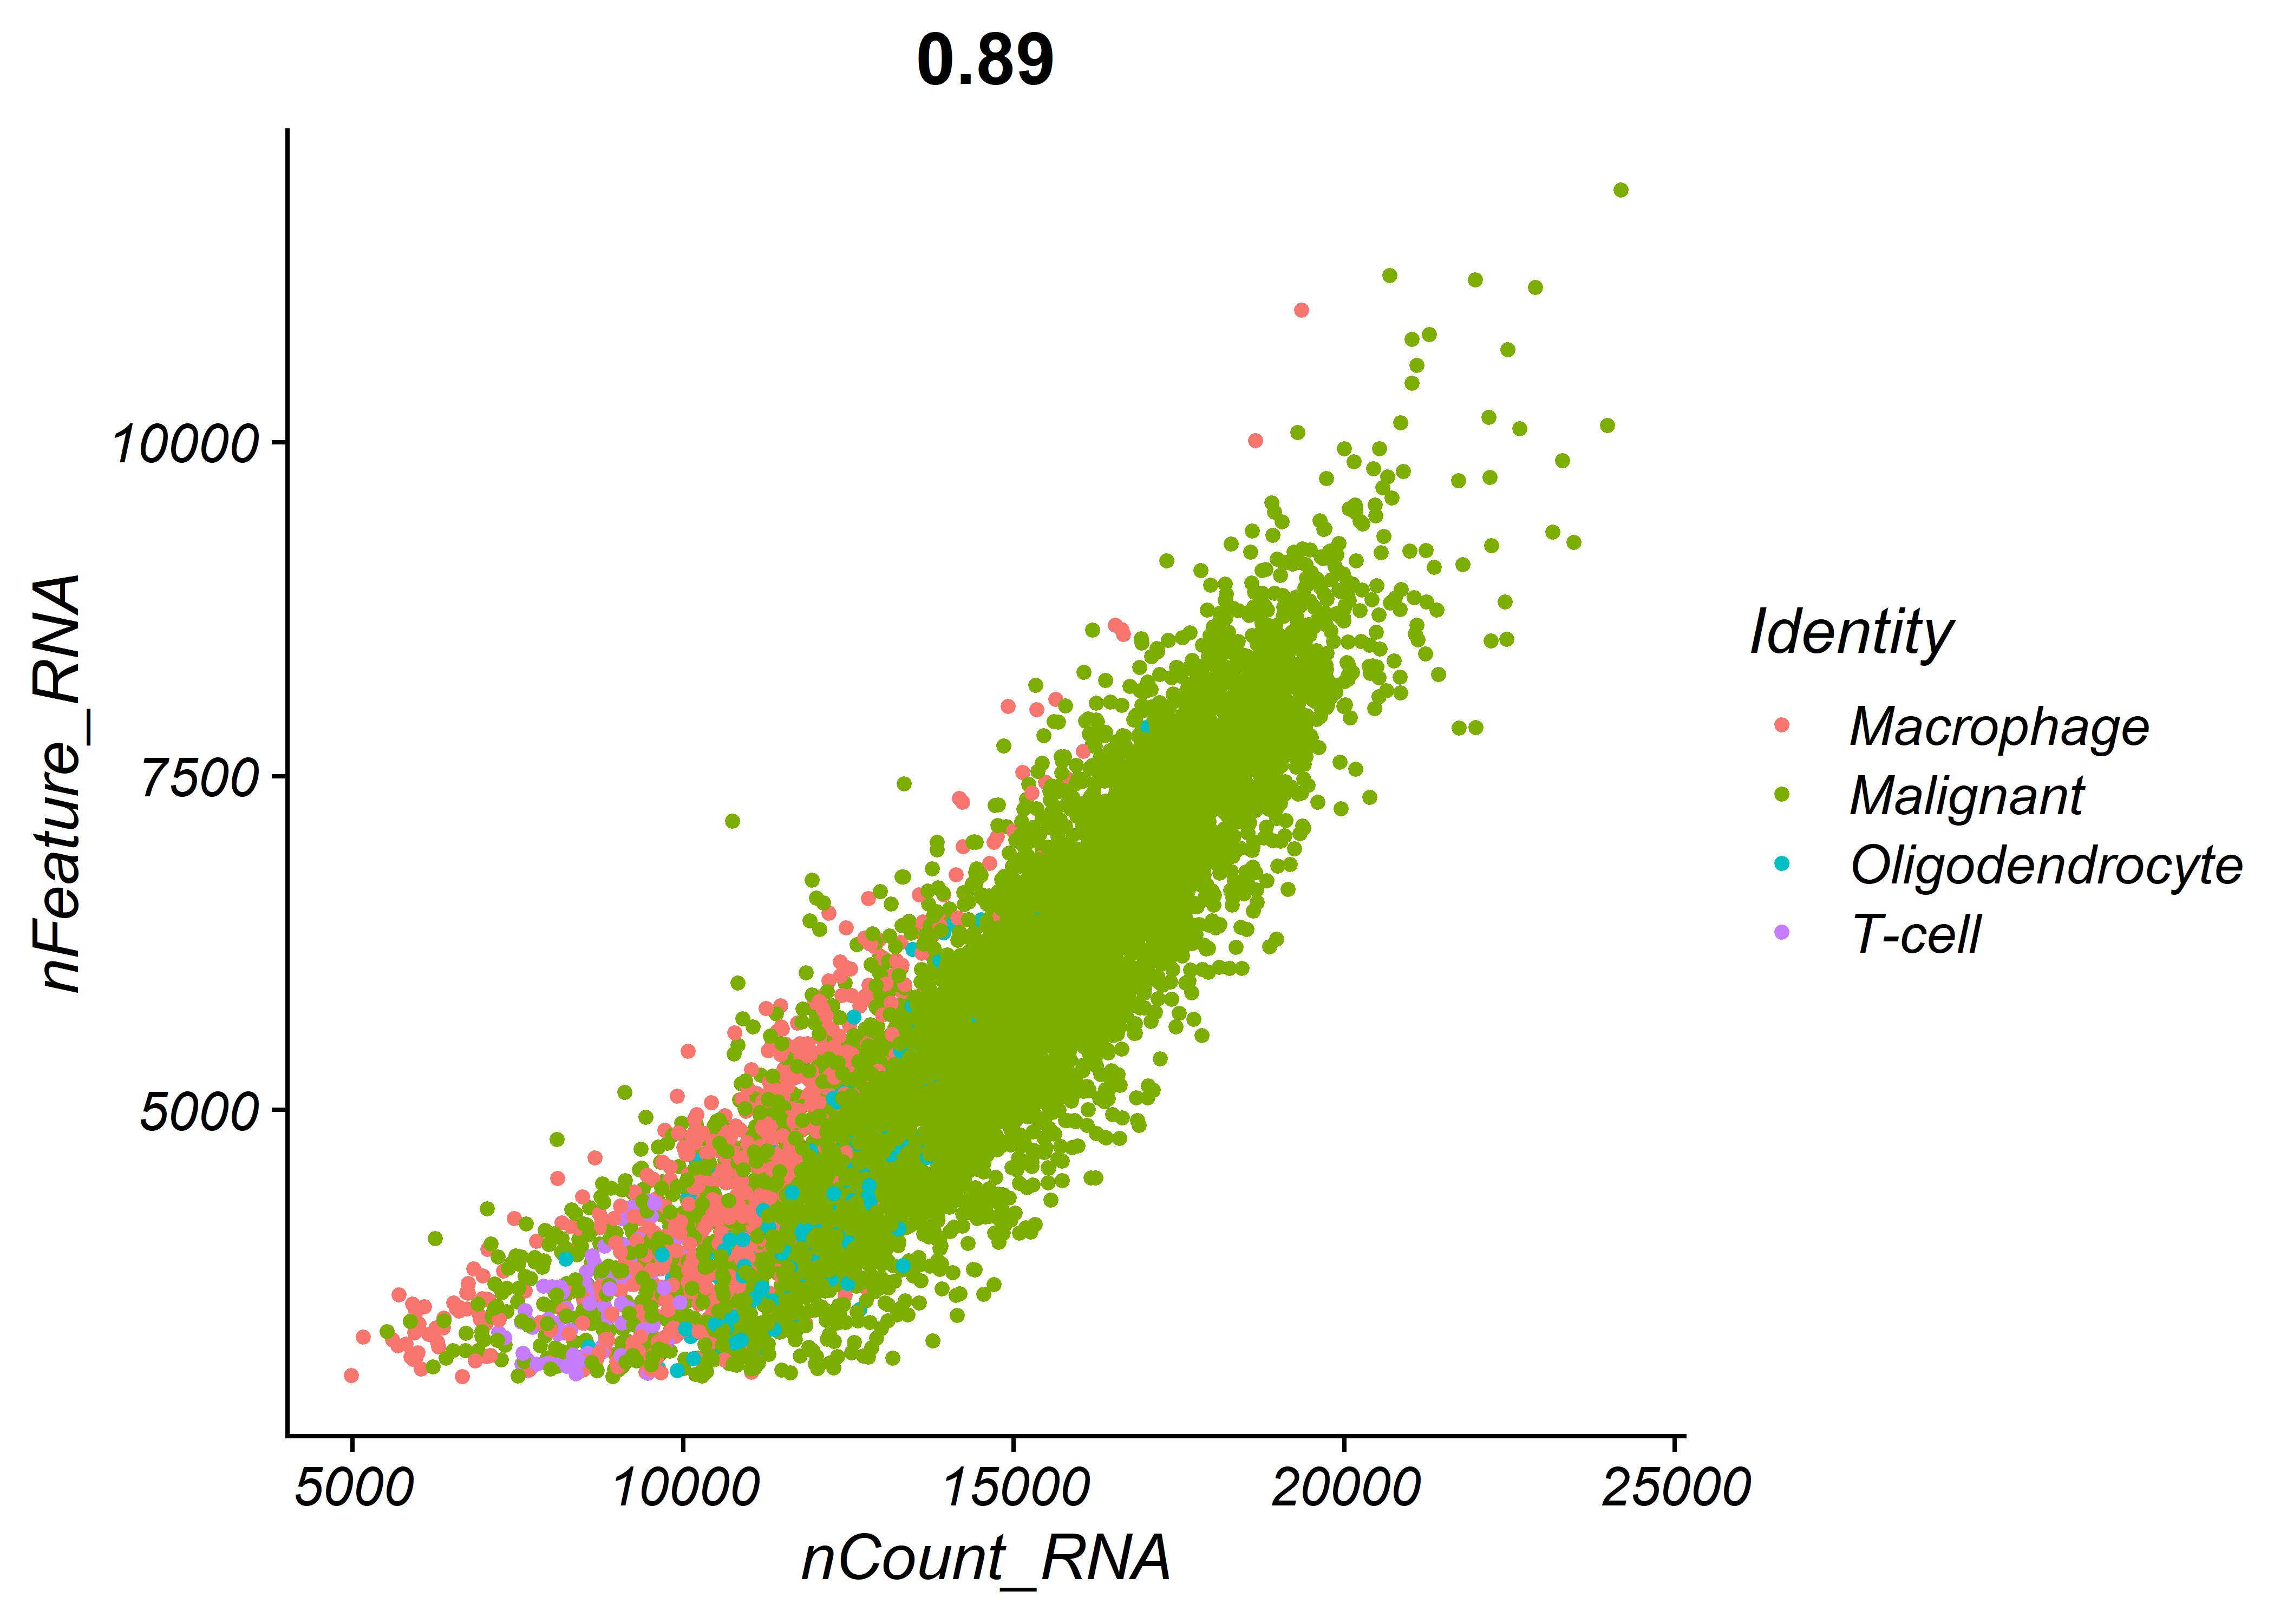 0.89
nFeature_RNA
10000
7500
5000
5000 10000 15000 20000 25000
nCount_RNA
Identity
Macrophage
Malignant
Oligodendrocyte
T-cell